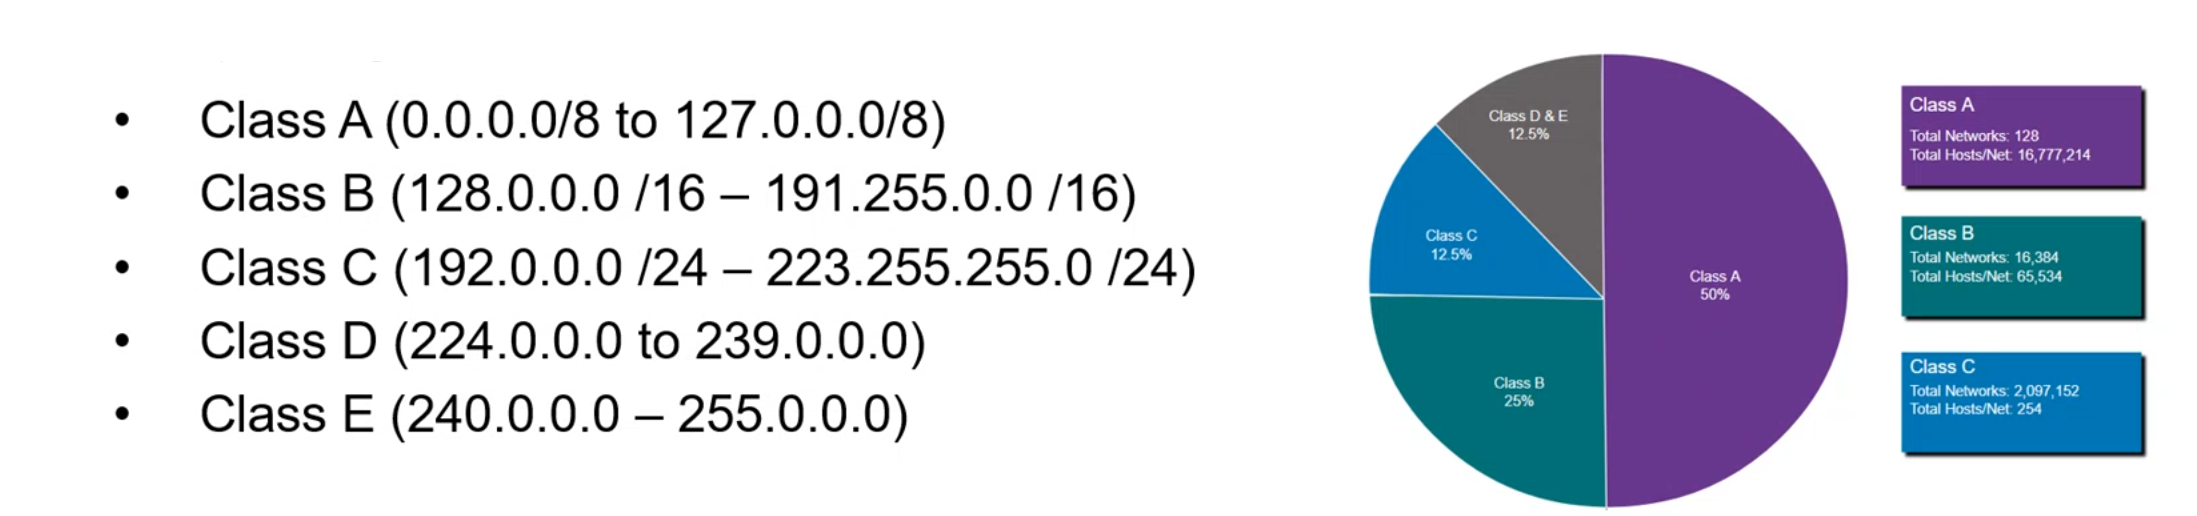 • Class A (0.0.0.0/8 to 127.0.0.0/8)
• Class B (128.0.0.0 /16 – 191.255.0.0 /16)
• Class C (192.0.0.0 /24 – 223.255.255.0 /24)
• Class D (224.0.0.0 to 239.0.0.0)
• Class E (240.0.0.0 – 255.0.0.0)
Class D & E
12.5%
Class C
12.5%
Class A
50%
Class B
25%
Class A
Total Networks: 128
Total Hosts/Net: 16,777,214
Class B
Total Networks: 16,384
Total Hosts/Net: 65,534
Class C
Total Networks: 2,097,152
Total Hosts/Net: 254